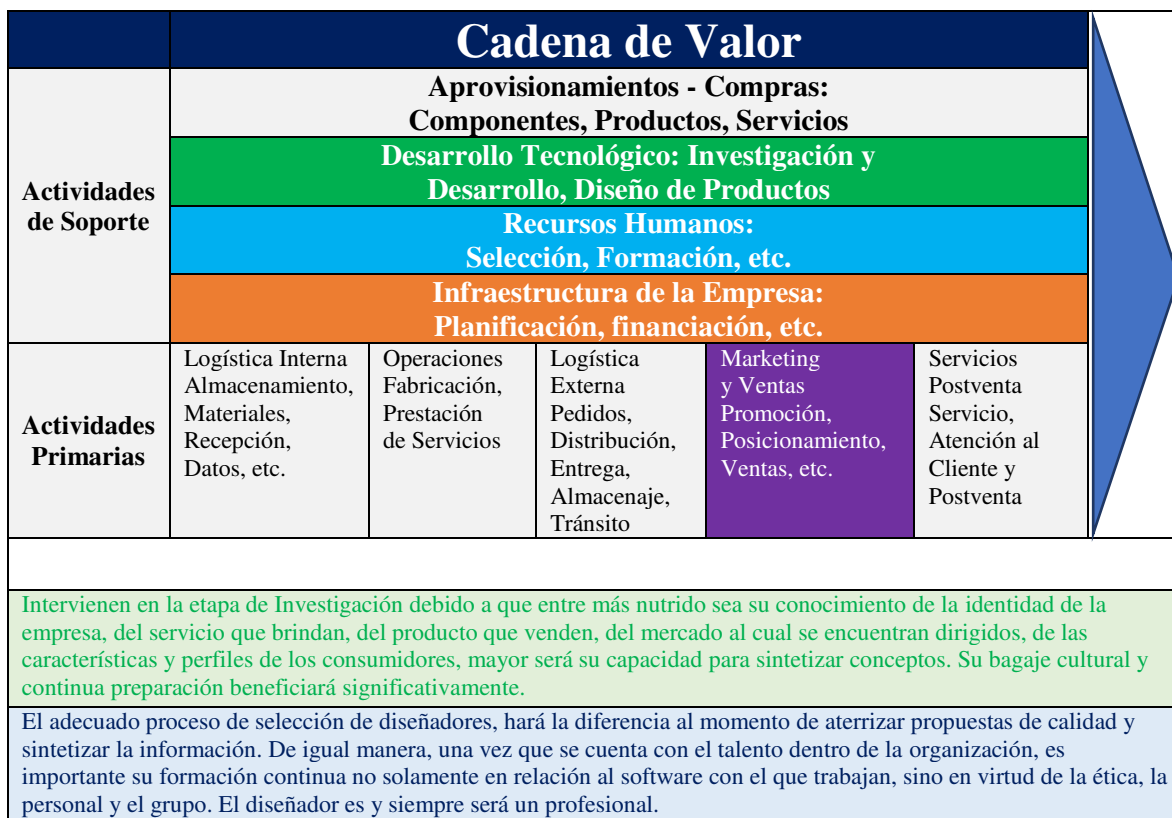 Cadena de Valor
Actividades
de Soporte
Aprovisionamientos - Compras:
Componentes, Productos, Servicios
Desarrollo Tecnológico: Investigación y
Desarrollo, Diseño de Productos
Recursos Humanos:
Selección, Formación, etc.
Infraestructura de la Empresa:
Planificación, financiación, etc.
Actividades
Primarias
Logística Interna
Almacenamiento,
Materiales,
Recepción,
Datos, etc.
Operaciones
Fabricación,
Prestación
de Servicios
Logística
Externa
Pedidos,
Distribución,
Entrega,
Almacenaje,
Tránsito
Marketing
y Ventas
Promoción,
Posicionamiento,
Ventas, etc.
Servicios
Postventa
Servicio,
Atención al
Cliente y
Postventa
Intervienen en la etapa de Investigación debido a que entre más nutrido sea su conocimiento de la identidad de la
empresa, del servicio que brindan, del producto que venden, del mercado al cual se encuentran dirigidos, de las
características y perfiles de los consumidores, mayor será su capacidad para sintetizar conceptos. Su bagaje cultural y
continua preparación beneficiará significativamente.
El adecuado proceso de selección de diseñadores, hará la diferencia al momento de aterrizar propuestas de calidad y
sintetizar la información. De igual manera, una vez que se cuenta con el talento dentro de la organización, es
importante su formación continua no solamente en relación al software con el que trabajan, sino en virtud de la ética, la
personal y el grupo. El diseñador es y siempre será un profesional.